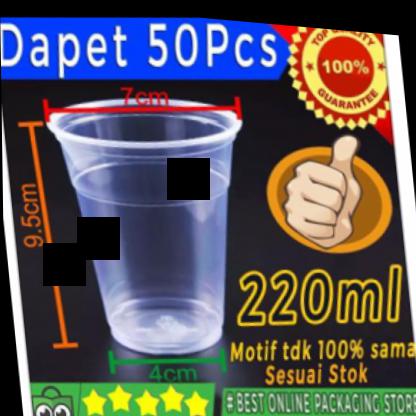 Dapet 50Pcs
TOP QUALITY
100%
GUARANTEE
7cm
9.5cm
220ml
Motif tdk 100% sama
Sesuai Stok
4cm
#BEST ONLINE PACKAGING STOR